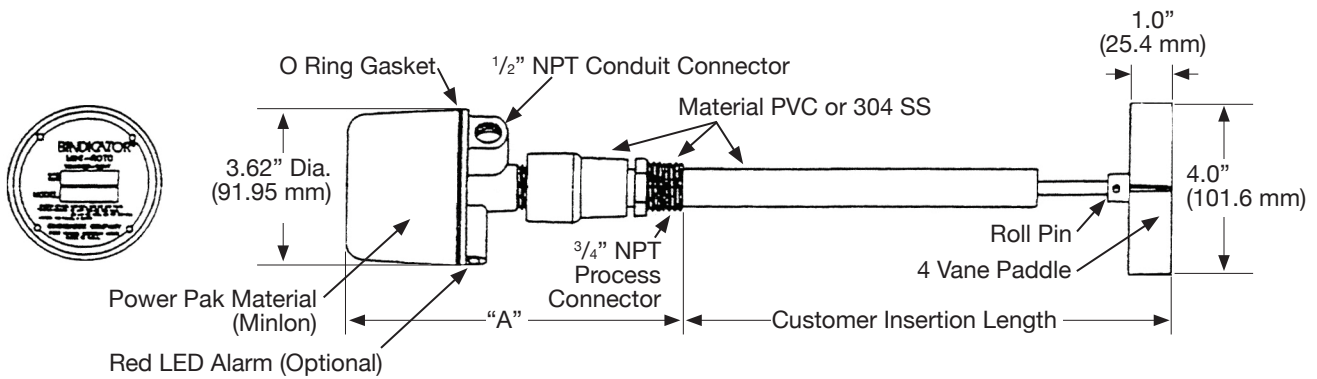 1.0”
(25.4 mm)
O Ring Gasket
1/2” NPT Conduit Connector
Material PVC or 304 SS
BINDICATOR
3.62” Dia.
(91.95 mm)
4.0”
(101.6 mm)
Roll Pin
3/4” NPT
Process
Connector
4 Vane Paddle
Power Pak Material
(Minlon)
“A”
Customer Insertion Length
Red LED Alarm (Optional)